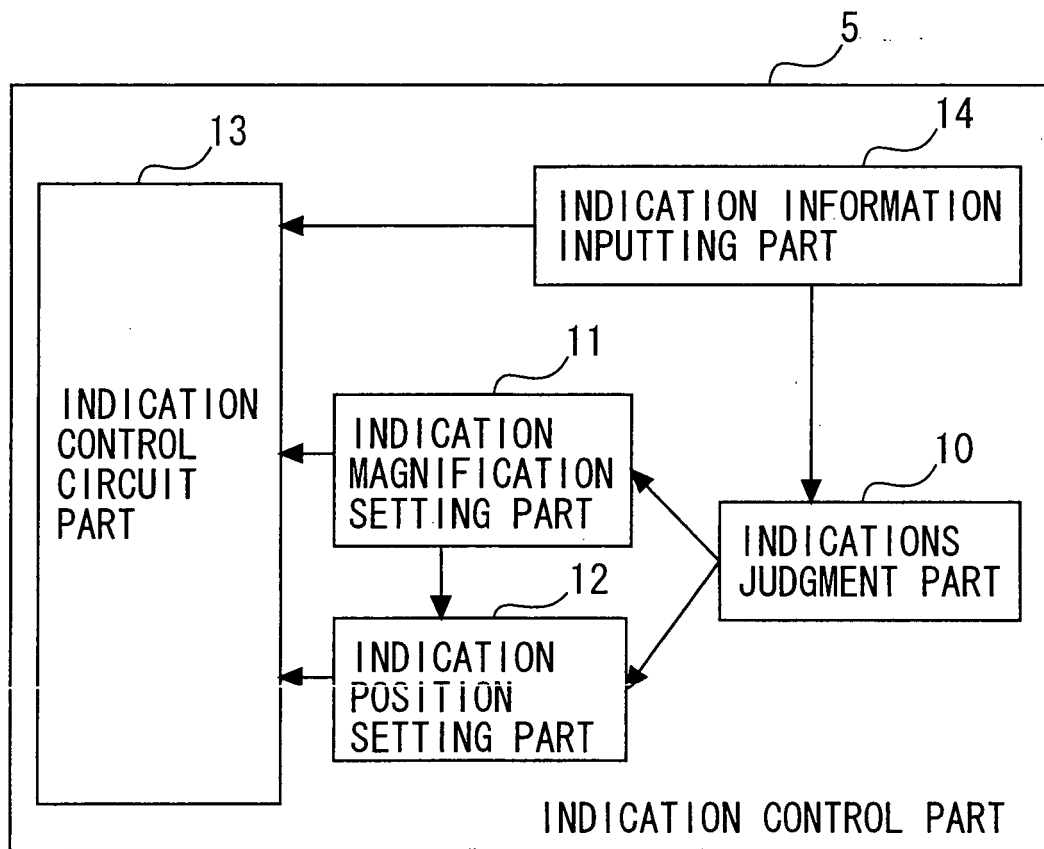 5
13
14
INDICATION INFORMATION
INPUTTING PART
11
INDICATION
CONTROL
CIRCUIT
PART
INDICATION
MAGNIFICATION
SETTING PART
10
INDICATIONS
JUDGMENT PART
12
INDICATION
POSITION
SETTING PART
INDICATION CONTROL PART